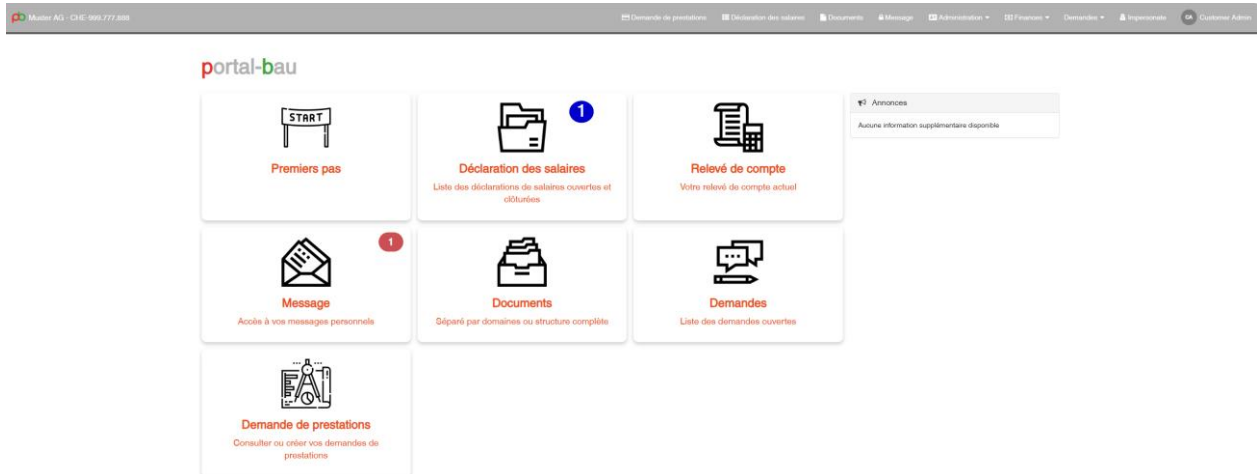 pb Muster AG - CHE-999.777.888
Demande de prestations
Déclaration des salaires
Documents
Message
Administration
Finances
Demandes
Impersonate
CA
Customer Admin
portal-bau
START
Premiers pas
1
Déclaration des salaires
Liste des déclarations de salaires ouvertes et
clôturées
Relevé de compte
Votre relevé de compte actuel
Annonces
Aucune information supplémentaire disponible
1
Message
Accès à vos messages personnels
Documents
Séparé par domaines ou structure complète
Demandes
Liste des demandes ouvertes
Demande de prestations
Consulter ou créer vos demandes de
prestations